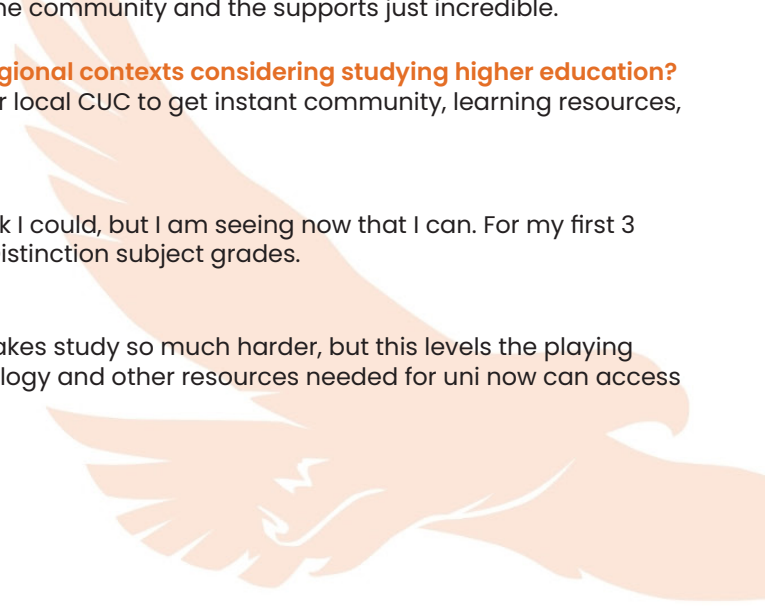 ne community and the supports just incredible.
gional contexts considering studying higher education?
r local CUC to get instant community, learning resources,
k I could, but I am seeing now that I can. For my first 3
istinction subject grades.
akes study so much harder, but this levels the playing
logy and other resources needed for uni now can access